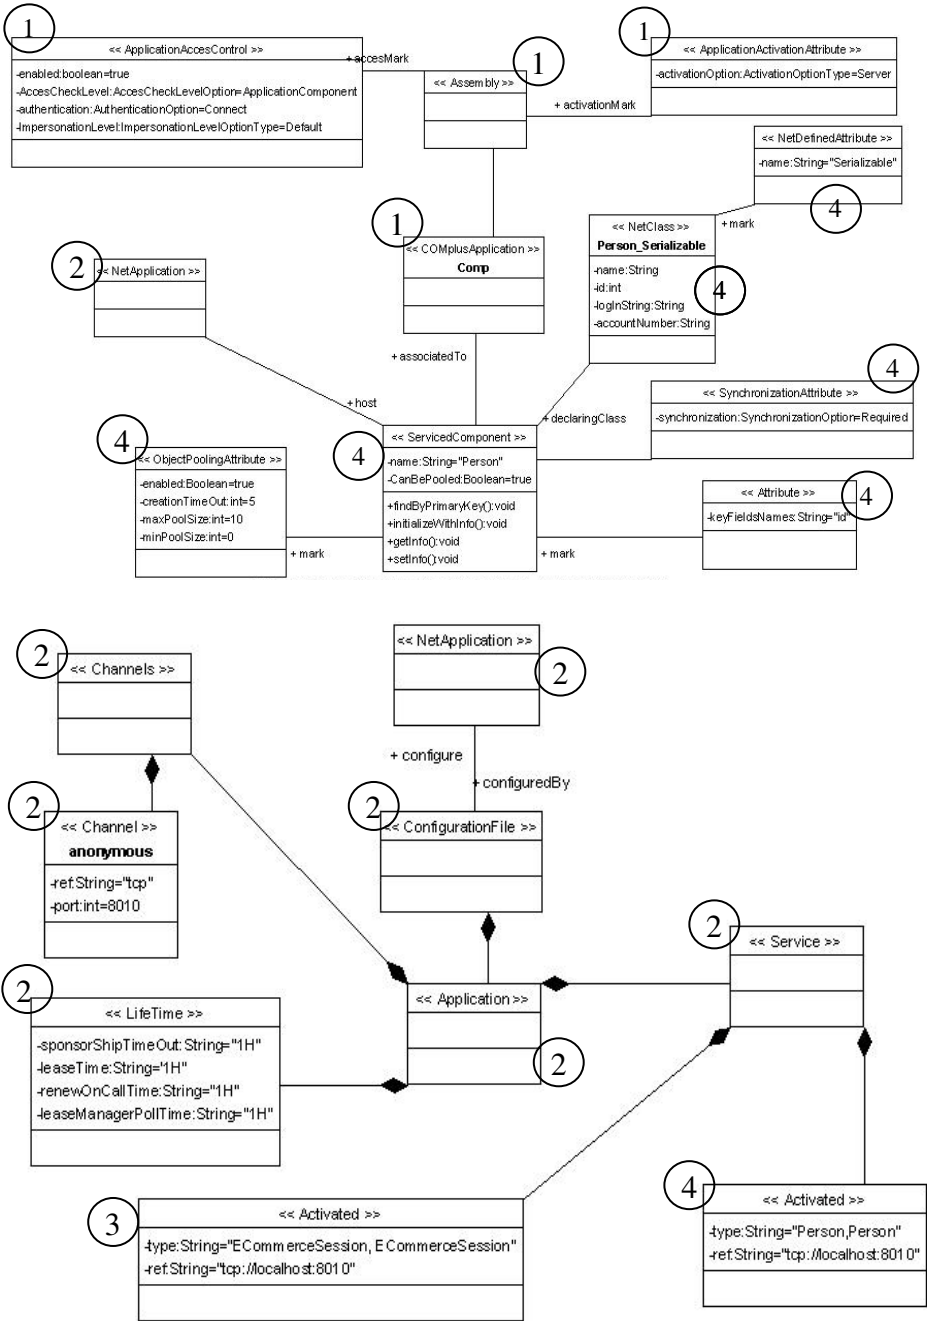 1
<< ApplicationAccesControl >>
-enabled:boolean=true
-AccesCheckLevel:AccesCheckLevelOption=ApplicationComponent
-authentication:AuthenticationOption=Connect
-ImpersonationLevel:ImpersonationLevelOptionType=Default
+ accesMark
1
<< Assembly >>
+ activationMark
1
<< ApplicationActivationAttribute >>
-activationOption:ActivationOptionType=Server
<< NetDefinedAttribute >>
-name:String="Serializable"
4
+ mark
1
<< COMplusApplication >>
Comp
<< NetClass >>
Person_Serializable
-name:String
-id:int
-logInString:String
-accountNumber:String
4
2
<< NetApplication >>
+ associatedTo
+ host
+ declaringClass
4
<< SynchronizationAttribute >>
-synchronization:SynchronizationOption=Required
4
<< ObjectPoolingAttribute >>
-enabled:Boolean=true
-creationTimeOut:int=5
-maxPoolSize:int=10
-minPoolSize:int=0
+ mark
4
<< ServicedComponent >>
-name:String="Person"
-CanBePooled:Boolean=true
+findByPrimaryKey():void
+initializeWithInfo():void
+getInfo():void
+setInfo():void
+ mark
4
<< Attribute >>
-keyFieldsNames:String="id"
2
<< Channels >>
<< NetApplication >>
2
+ configure
+ configuredBy
2
<< Channel >>
anonymous
-ref:String="tcp"
-port:int=8010
2
<< ConfigurationFile >>
2
<< Service >>
2
<< LifeTime >>
-sponsorShipTimeOut:String="1H"
-leaseTime:String="1H"
-renewOnCallTime:String="1H"
-leaseManagerPollTime:String="1H"
<< Application >>
2
3
<< Activated >>
-type:String="ECommerceSession, ECommerceSession"
-ref:String="tcp://localhost:8010"
4
<< Activated >>
-type:String="Person,Person"
-ref:String="tcp://localhost:8010"